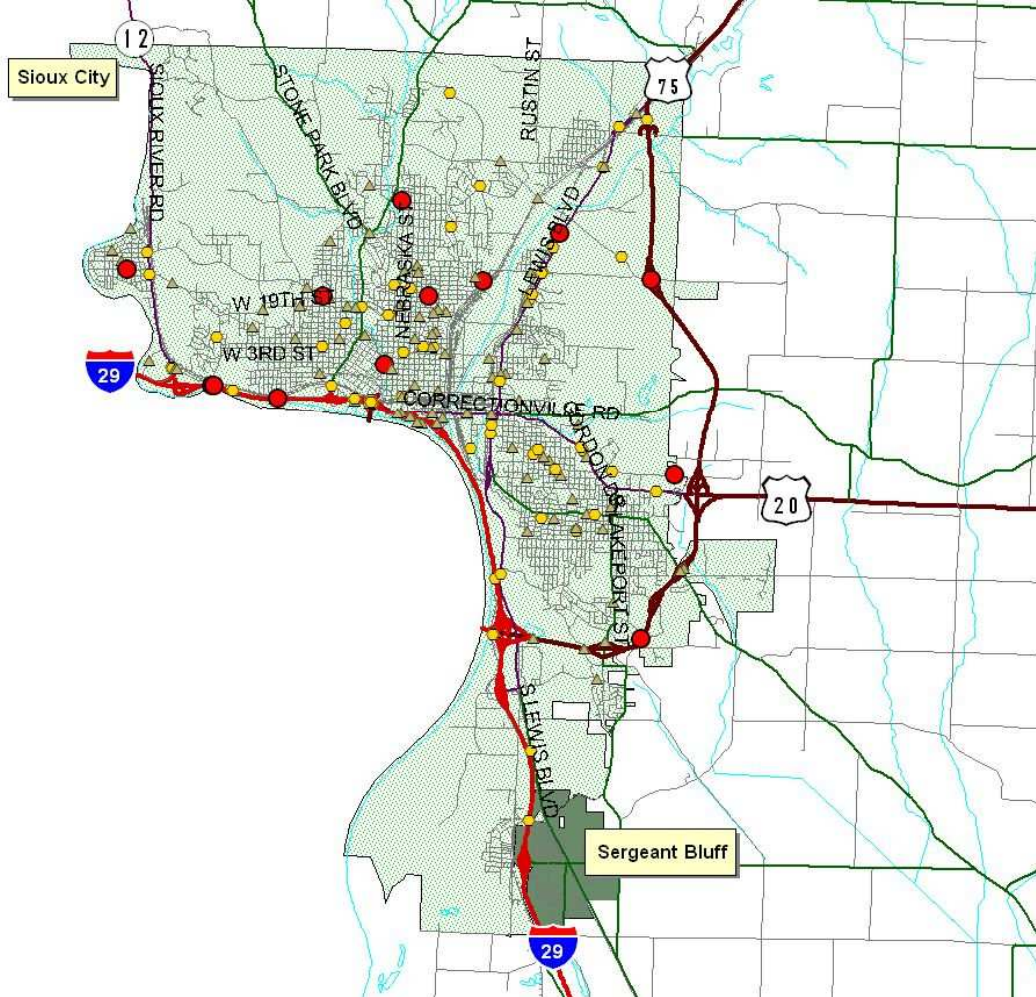 12
Sioux City
75
SIOUX RIVER RD
STONE PARK BLVD
RUSTIN ST
NEBRASKA ST
LEWIS BLVD
W 19TH ST
W 3RD ST
29
CORRECTIONVILLE RD
GORDON DR
20
S LAKEPORT ST
S LEWIS BLVD
Sergeant Bluff
29